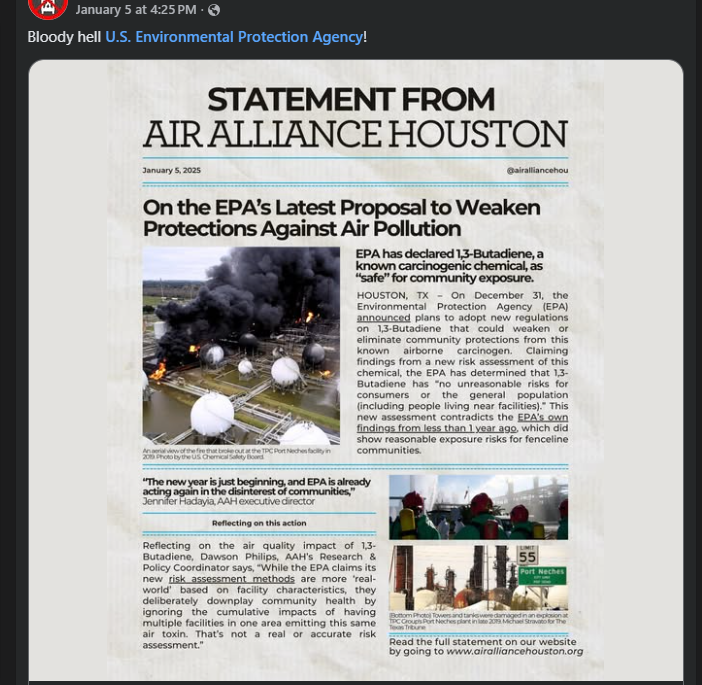 January 5 at 4:25 PM ·
Bloody hell U.S. Environmental Protection Agency!
STATEMENT FROM
AIR ALLIANCE HOUSTON
January 5, 2025
@airalliancehou
On the EPA's Latest Proposal to Weaken
Protections Against Air Pollution
EPA has declared 1,3-Butadiene, a
known carcinogenic chemical, as
"safe" for community exposure.
HOUSTON, TX – On December 31, the
Environmental Protection Agency (EPA)
announced plans to adopt new regulations
on 1,3-Butadiene that could weaken or
eliminate community protections from this
known airborne carcinogen. Claiming
findings from a new risk assessment of this
chemical, the EPA has determined that 1,3-
Butadiene has "no unreasonable risks for
consumers or the general population
(including people living near facilities)." This
new assessment contradicts the EPA's own
findings from less than 1 year ago, which did
show reasonable exposure risks for fenceline
communities.
An aerial view of the fire that broke out at the TPC Port Neches facility in
2019. Photo by the U.S. Chemical Safety Board.
"The new year is just beginning, and EPA is already
acting again in the disinterest of communities,"
Jennifer Hadayia, AAH executive director
Reflecting on this action
Reflecting on the air quality impact of 1,3-
Butadiene, Dawson Philips, AAH's Research &
Policy Coordinator says, "While the EPA claims its
new risk assessment methods are more 'real-
world' based on facility characteristics, they
deliberately downplay community health by
ignoring the cumulative impacts of having
multiple facilities in one area emitting this same
air toxin. That's not a real or accurate risk
assessment."
LIMIT
55
Port Neches
(Bottom Photo) Towers and tanks were damaged in an explosion at
TPC Group's Port Neches plant in late 2019. Michael Stravato for The
Texas Tribune
Read the full statement on our website
by going to www.airalliancehouston.org